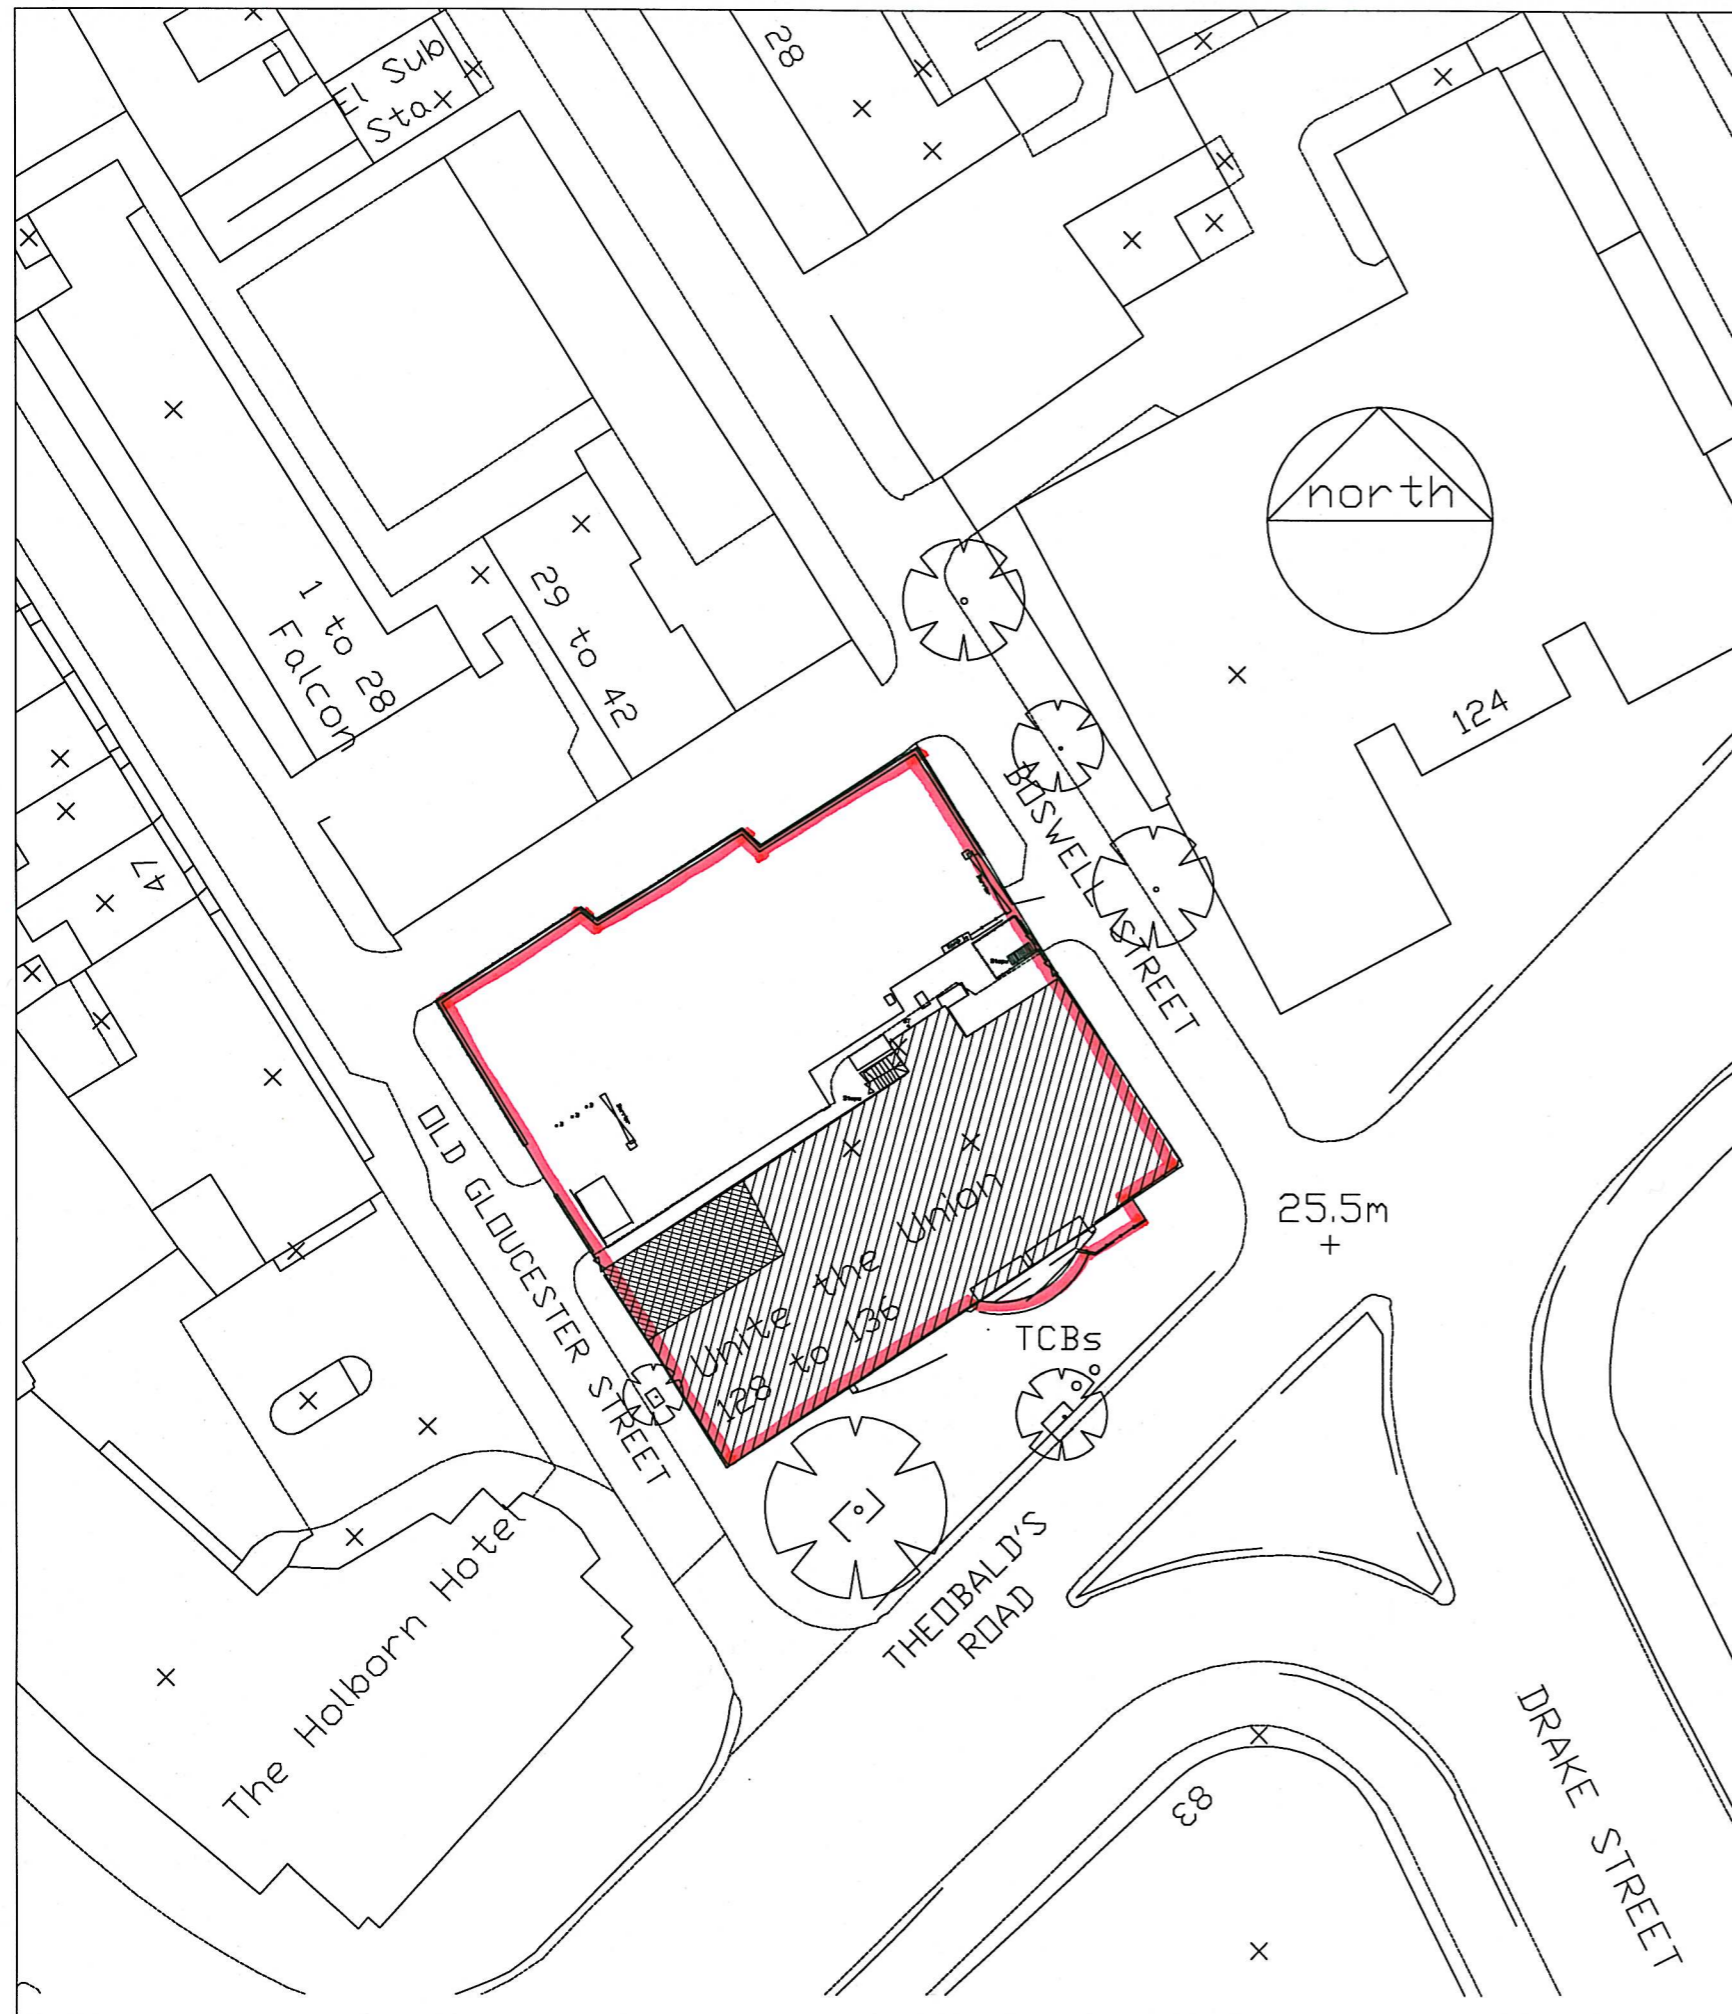 El Sub
Sta
28
north
1 to 28
Falcon
29 to 42
124
47
BOSWELL STREET
OLD GLOUCESTER STREET
25.5m
Unite the Union
128 to 136
TCBs
THEOBALD'S
ROAD
The Holborn Hotel
DRAKE STREET
83